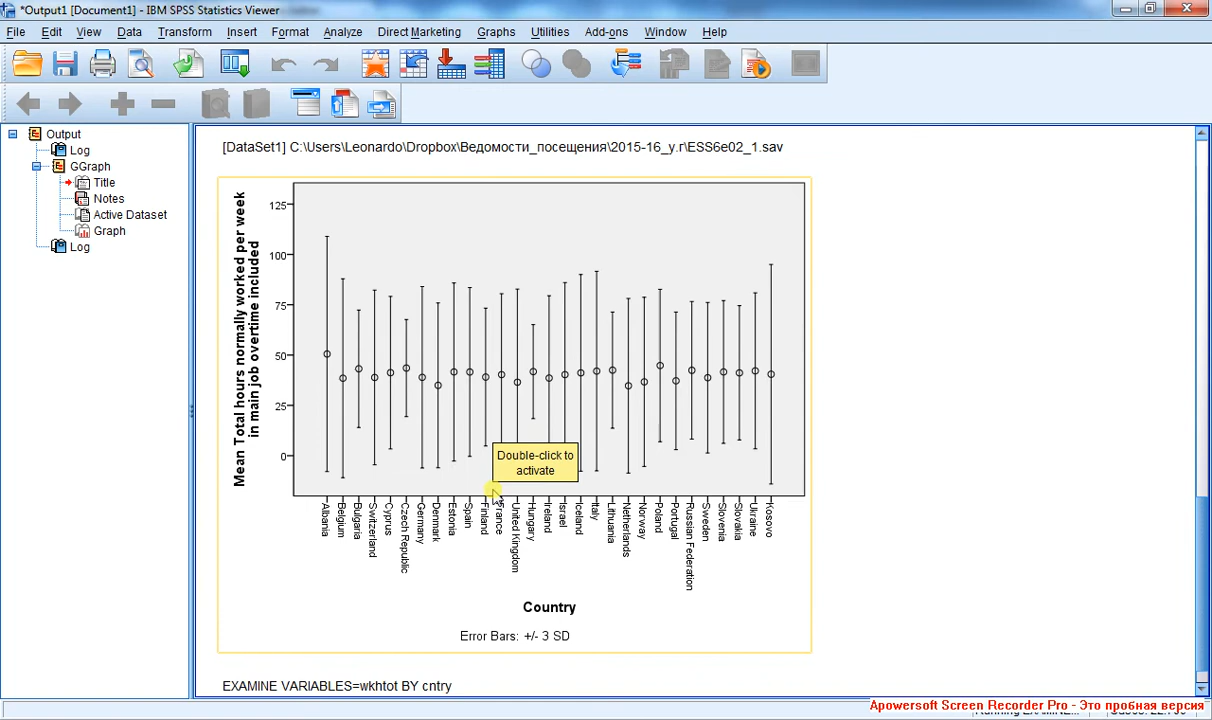 *Output1 [Document1] - IBM SPSS Statistics Viewer
File Edit View Data Transform Insert Format Analyze Direct Marketing Graphs Utilities Add-ons Window Help
Output
Log
GGraph
Title
Notes
Active Dataset
Graph
Log
[DataSet1] C:\Users\Leonardo\Dropbox\Ведомости_посещения\2015-16_y.r\ESS6e02_1.sav
Mean Total hours normally worked per week
in main job overtime included
125
100
75
50
25
0
Double-click to
activate
Albania
Belgium
Bulgaria
Switzerland
Cyprus
Czech Republic
Germany
Denmark
Estonia
Spain
Finland
France
United Kingdom
Hungary
Ireland
Israel
Iceland
Italy
Lithuania
Netherlands
Norway
Poland
Portugal
Russian Federation
Sweden
Slovenia
Slovakia
Ukraine
Kosovo
Country
Error Bars: +/- 3 SD
EXAMINE VARIABLES=wkhtot BY cntry
Apowersoft Screen Recorder Pro - Это пробная версия